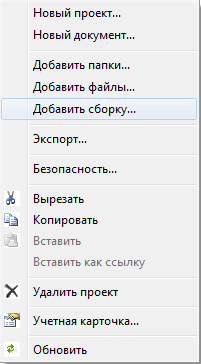 Новый проект...
Новый документ...
Добавить папки...
Добавить файлы...
Добавить сборку...
Экспорт...
Безопасность...
Вырезать
Копировать
Вставить
Вставить как ссылку
Удалить проект
Учетная карточка...
Обновить